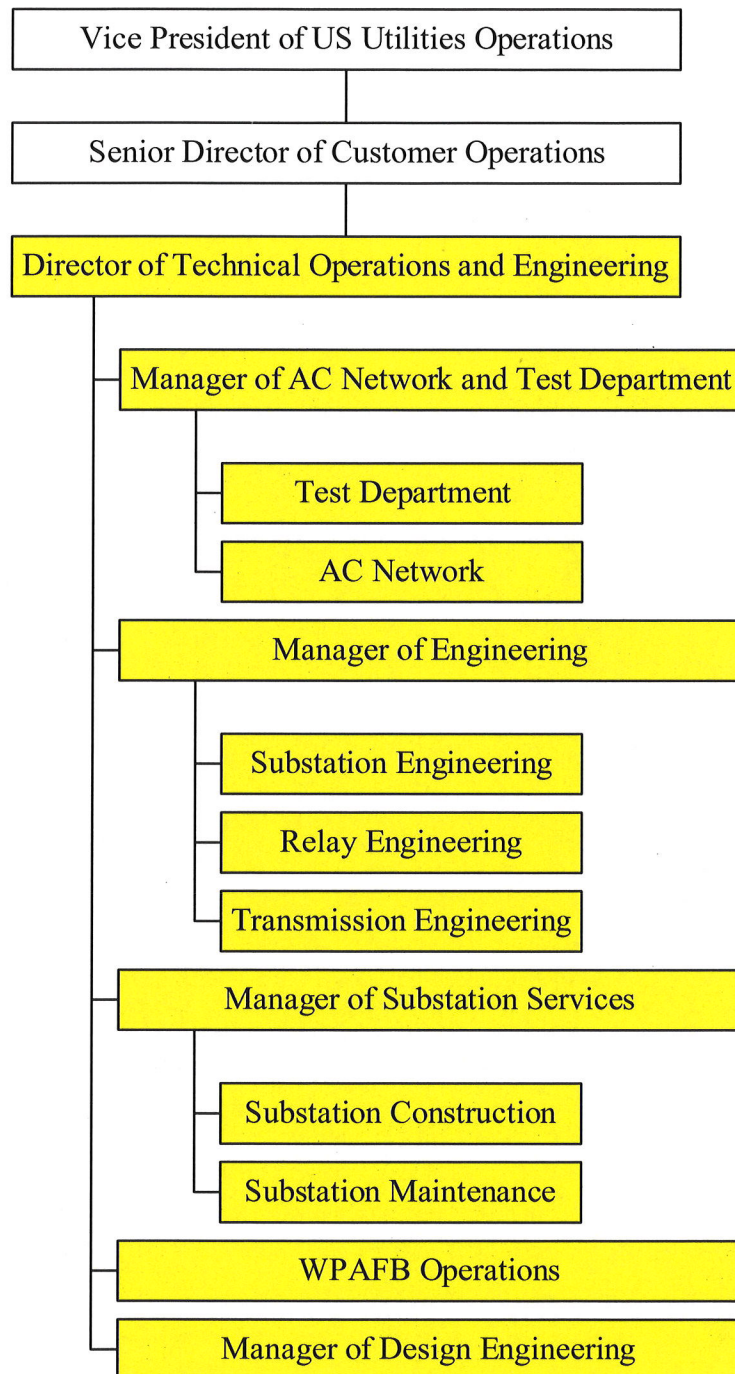 Vice President of US Utilities Operations
Senior Director of Customer Operations
Director of Technical Operations and Engineering
Manager of AC Network and Test Department
Test Department
AC Network
Manager of Engineering
Substation Engineering
Relay Engineering
Transmission Engineering
Manager of Substation Services
Substation Construction
Substation Maintenance
WPAFB Operations
Manager of Design Engineering